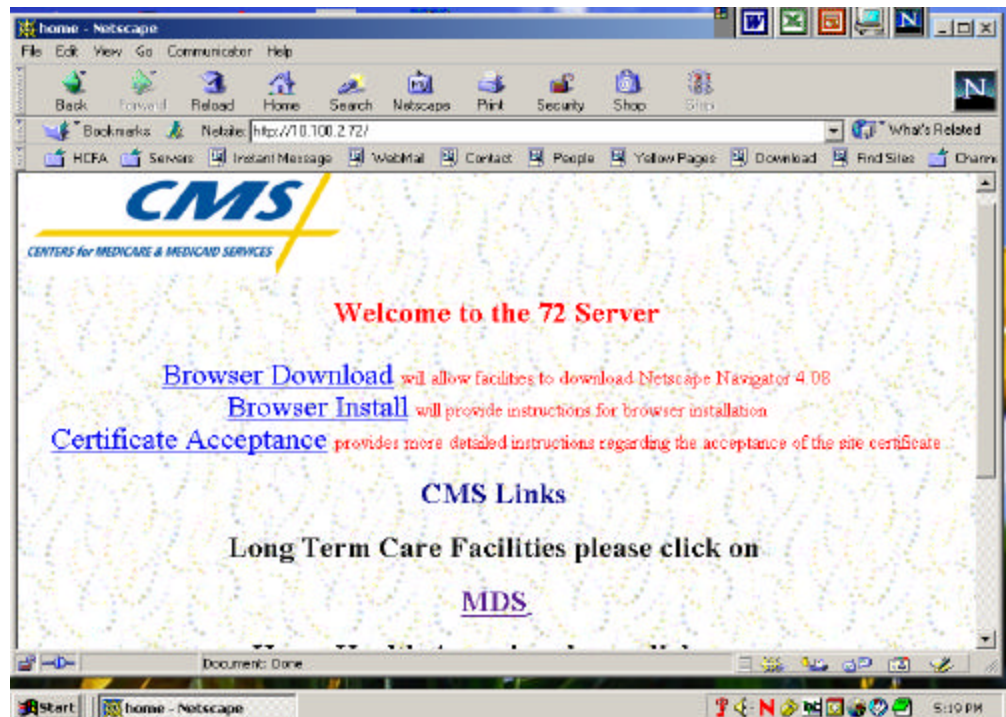 home - Netscape
File Edit View Go Communicator Help
Back Forward Reload Home Search Netscape Print Security Shop Stop
Bookmarks Netsite: http://10.100.2.72/ What's Related
HCFA Servers Instant Message WebMail Contact People Yellow Pages Download Find Sites
CMS
CENTERS for MEDICARE & MEDICAID SERVICES
Welcome to the 72 Server
Browser Download will allow facilities to download Netscape Navigator 4.08
Browser Install will provide instructions for browser installation
Certificate Acceptance provides more detailed instructions regarding the acceptance of the site certificate
CMS Links
Long Term Care Facilities please click on
MDS
Document: Done
Start home - Netscape 5:19 PM